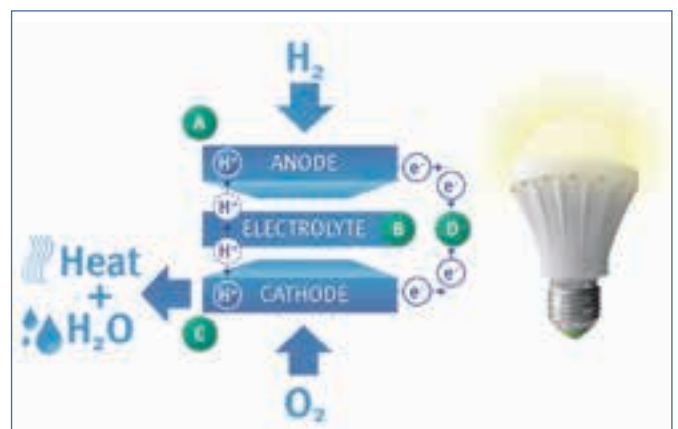 H₂
A
H⁺ ANODE e⁻
e⁻
H⁺
ELECTROLYTE B D
H⁺
Heat
+
H₂O
e⁻
H⁺ CATHODE e⁻
C
O₂